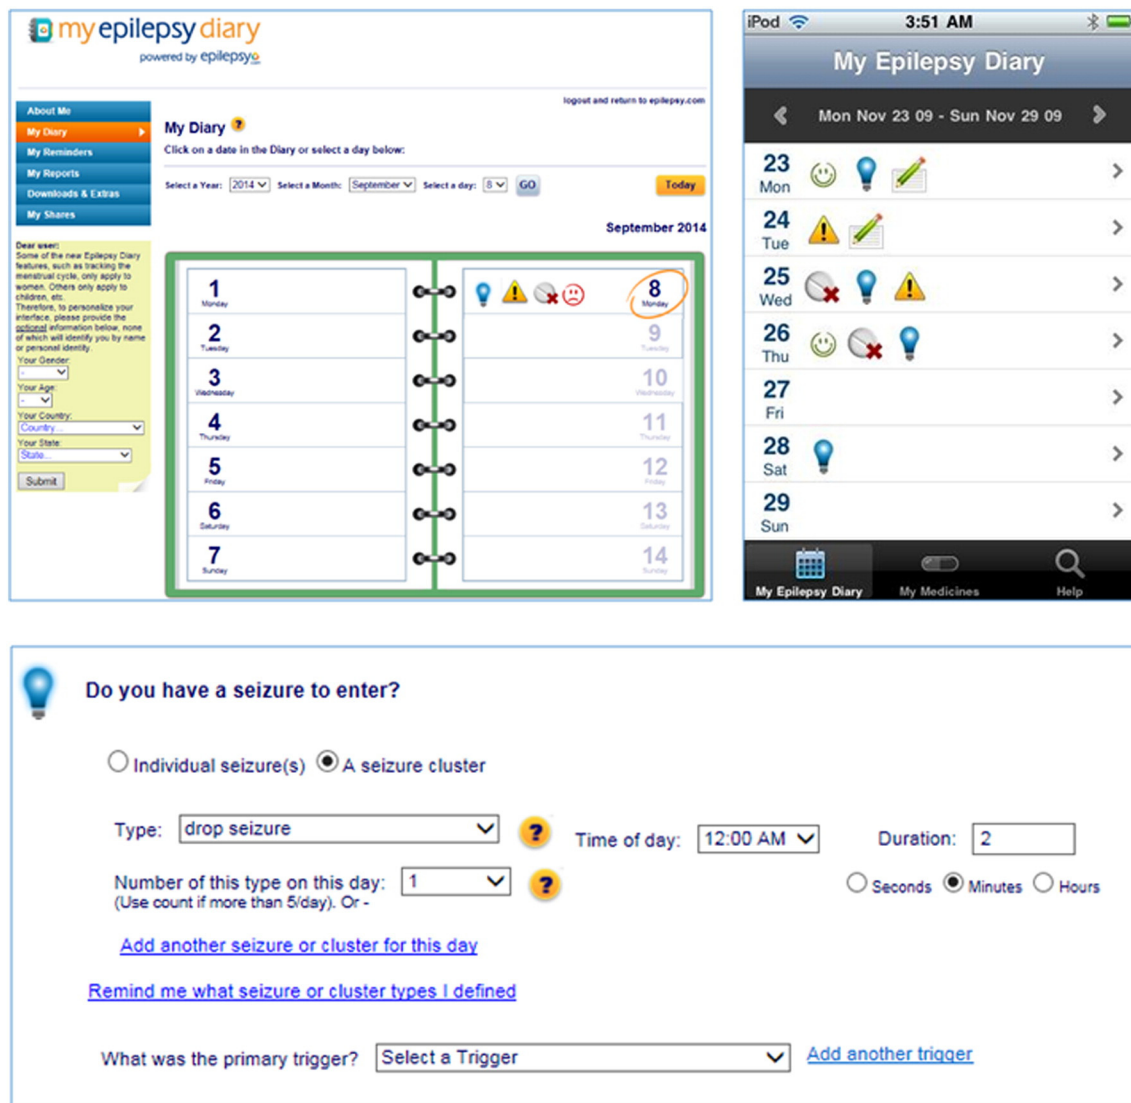 my epilepsy diary
powered by epilepsy
logout and return to epilepsy.com
About Me
My Diary
My Reminders
My Reports
Downloads & Extras
My Shares
Dear user:
Some of the new Epilepsy Diary
features, such as tracking the
menstrual cycle, only apply to
women. Others only apply to
children, etc.
Therefore, to personalize your
interface, please provide the
optional information below, none
of which will identify you by name
or personal identity.
Your Gender:
-
Your Age:
-
Your Country:
Country...
Your State:
State...
Submit
My Diary ?
Click on a date in the Diary or select a day below:
Select a Year: 2014 Select a Month: September Select a day: 8 GO Today
September 2014
1
Monday
2
Tuesday
3
Wednesday
4
Thursday
5
Friday
6
Saturday
7
Sunday
8
Monday
9
Tuesday
10
Wednesday
11
Thursday
12
Friday
13
Saturday
14
Sunday
iPod 3:51 AM
My Epilepsy Diary
Mon Nov 23 09 - Sun Nov 29 09
23
Mon
24
Tue
25
Wed
26
Thu
27
Fri
28
Sat
29
Sun
My Epilepsy Diary My Medicines Help
Do you have a seizure to enter?
Individual seizure(s) A seizure cluster
Type: drop seizure ? Time of day: 12:00 AM Duration: 2
Number of this type on this day: 1 ? Seconds Minutes Hours
(Use count if more than 5/day). Or -
Add another seizure or cluster for this day
Remind me what seizure or cluster types I defined
What was the primary trigger? Select a Trigger Add another trigger